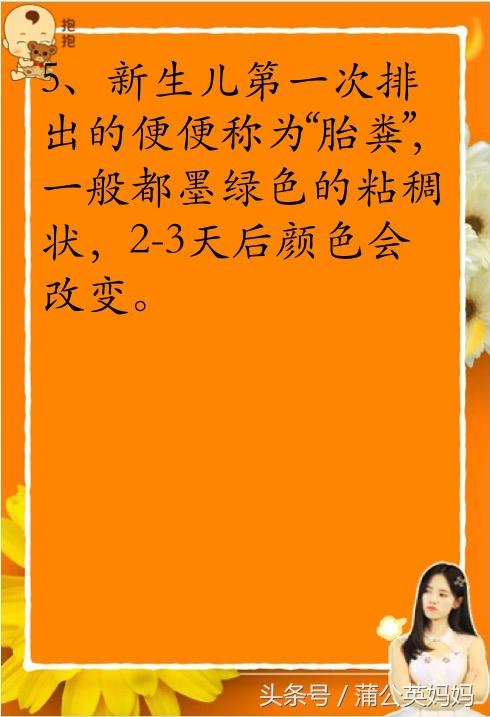 抱抱
5、新生儿第一次排
出的便便称为“胎粪”，
一般都墨绿色的粘稠
状，2-3天后颜色会
改变。
头条号 / 蒲公英妈妈